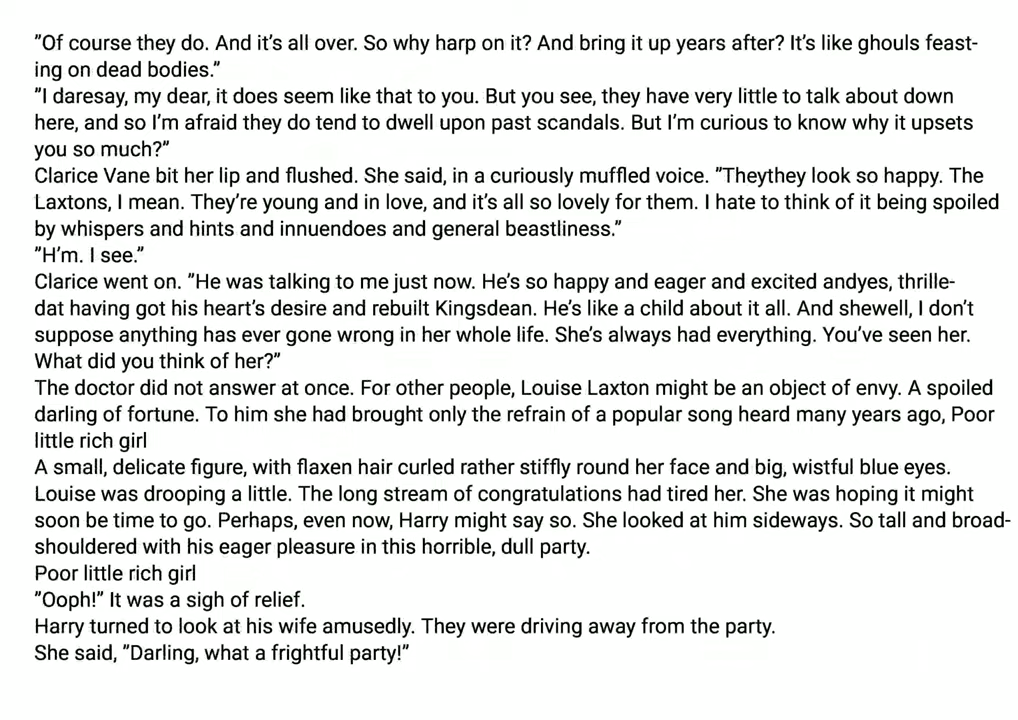 "Of course they do. And it's all over. So why harp on it? And bring it up years after? It's like ghouls feast-
ing on dead bodies."
"I daresay, my dear, it does seem like that to you. But you see, they have very little to talk about down
here, and so I'm afraid they do tend to dwell upon past scandals. But I'm curious to know why it upsets
you so much?"
Clarice Vane bit her lip and flushed. She said, in a curiously muffled voice. "Theythey look so happy. The
Laxtons, I mean. They're young and in love, and it's all so lovely for them. I hate to think of it being spoiled
by whispers and hints and innuendoes and general beastliness."
"H'm. I see."
Clarice went on. "He was talking to me just now. He's so happy and eager and excited andyes, thrille-
dat having got his heart's desire and rebuilt Kingsdean. He's like a child about it all. And shewell, I don't
suppose anything has ever gone wrong in her whole life. She's always had everything. You've seen her.
What did you think of her?"
The doctor did not answer at once. For other people, Louise Laxton might be an object of envy. A spoiled
darling of fortune. To him she had brought only the refrain of a popular song heard many years ago, Poor
little rich girl
A small, delicate figure, with flaxen hair curled rather stiffly round her face and big, wistful blue eyes.
Louise was drooping a little. The long stream of congratulations had tired her. She was hoping it might
soon be time to go. Perhaps, even now, Harry might say so. She looked at him sideways. So tall and broad-
shouldered with his eager pleasure in this horrible, dull party.
Poor little rich girl
"Ooph!" It was a sigh of relief.
Harry turned to look at his wife amusedly. They were driving away from the party.
She said, "Darling, what a frightful party!"